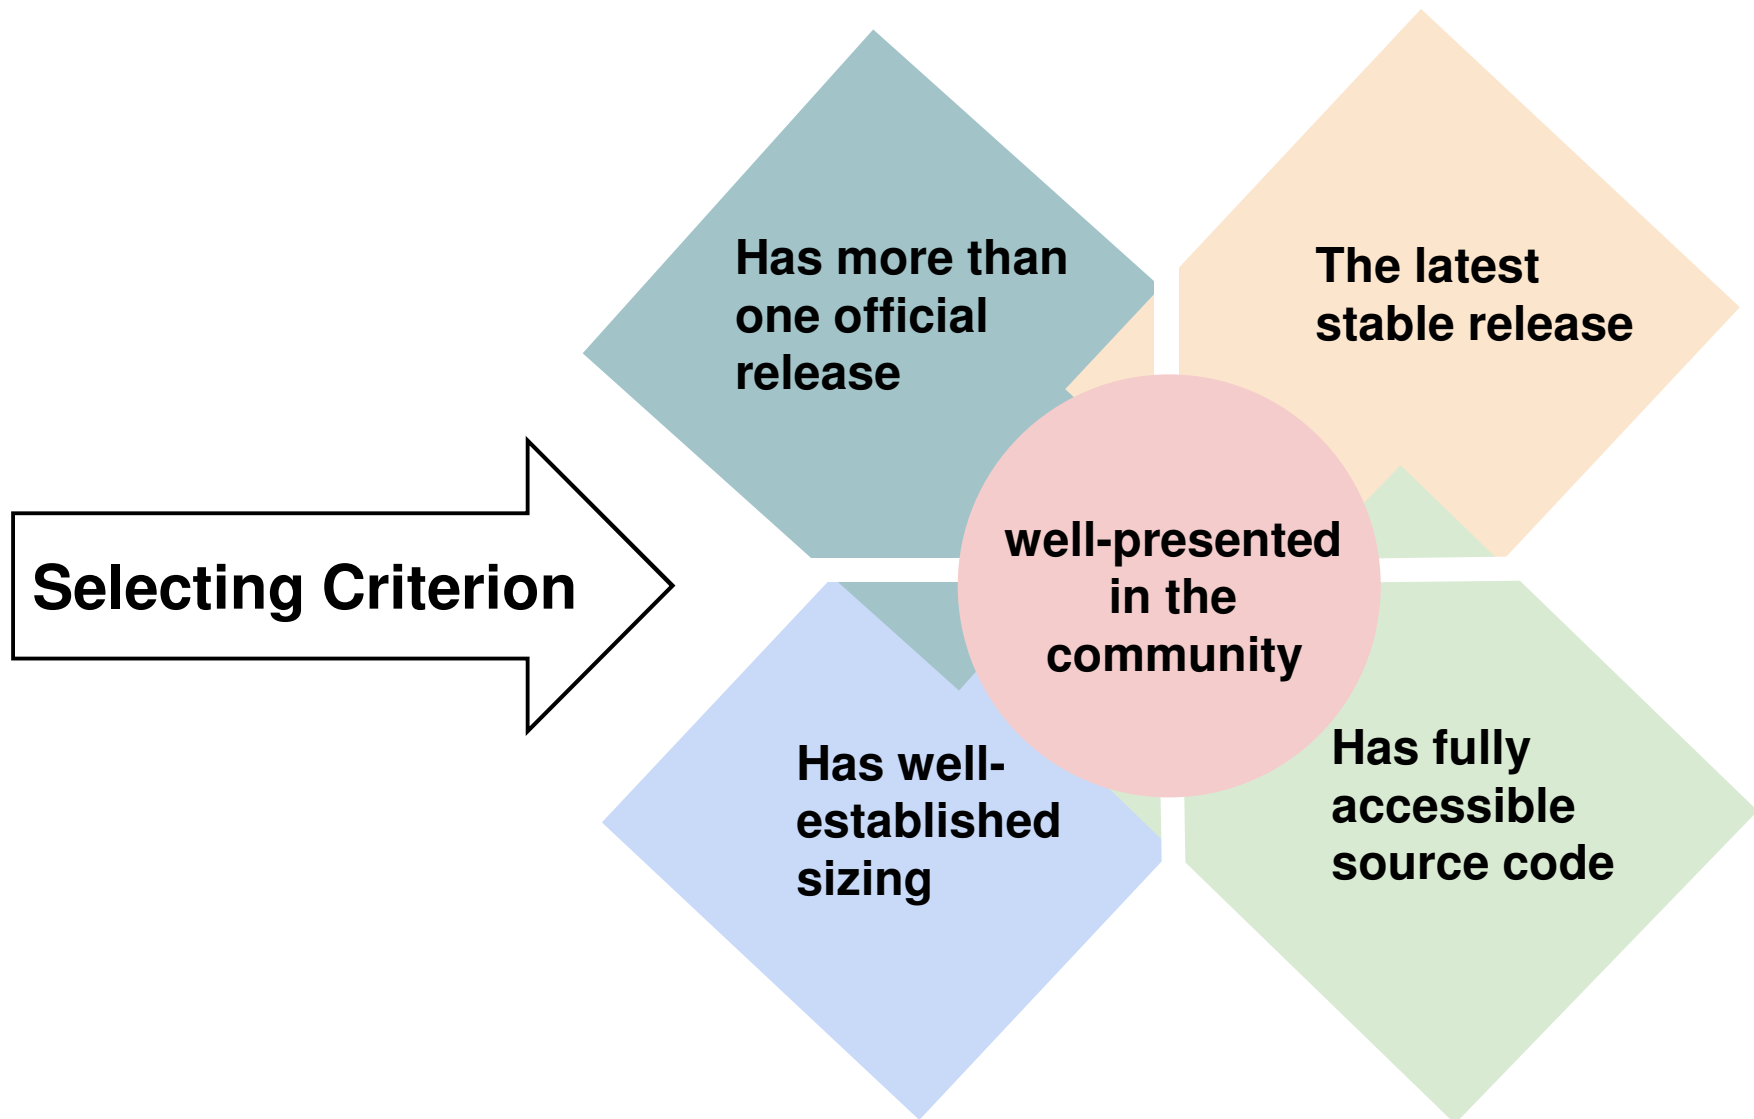 Selecting Criterion
Has more than
one official
release
The latest
stable release
well-presented
in the
community
Has well-
established
sizing
Has fully
accessible
source code